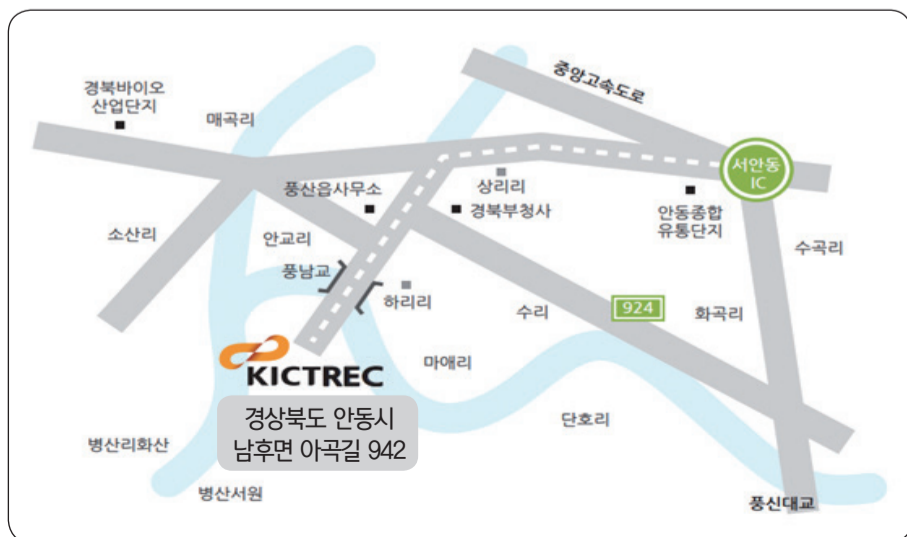 중앙고속도로
경북바이오
산업단지
매곡리
서안동
IC
풍산읍사무소
상리리
경북부청사
안동종합
유통단지
소산리
안교리
수곡리
풍남교
하리리
수리
924
화곡리
마애리
KICTREC
경상북도 안동시
남후면 아곡길 942
단호리
병산리화산
병산서원
풍신대교